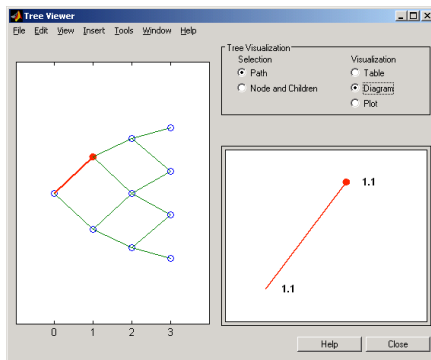 Tree Viewer
File Edit View Insert Tools Window Help
Tree Visualization
Selection
Visualization
Path
Table
Node and Children
Diagram
Plot
1.1
1.1
0 1 2 3
Help Close